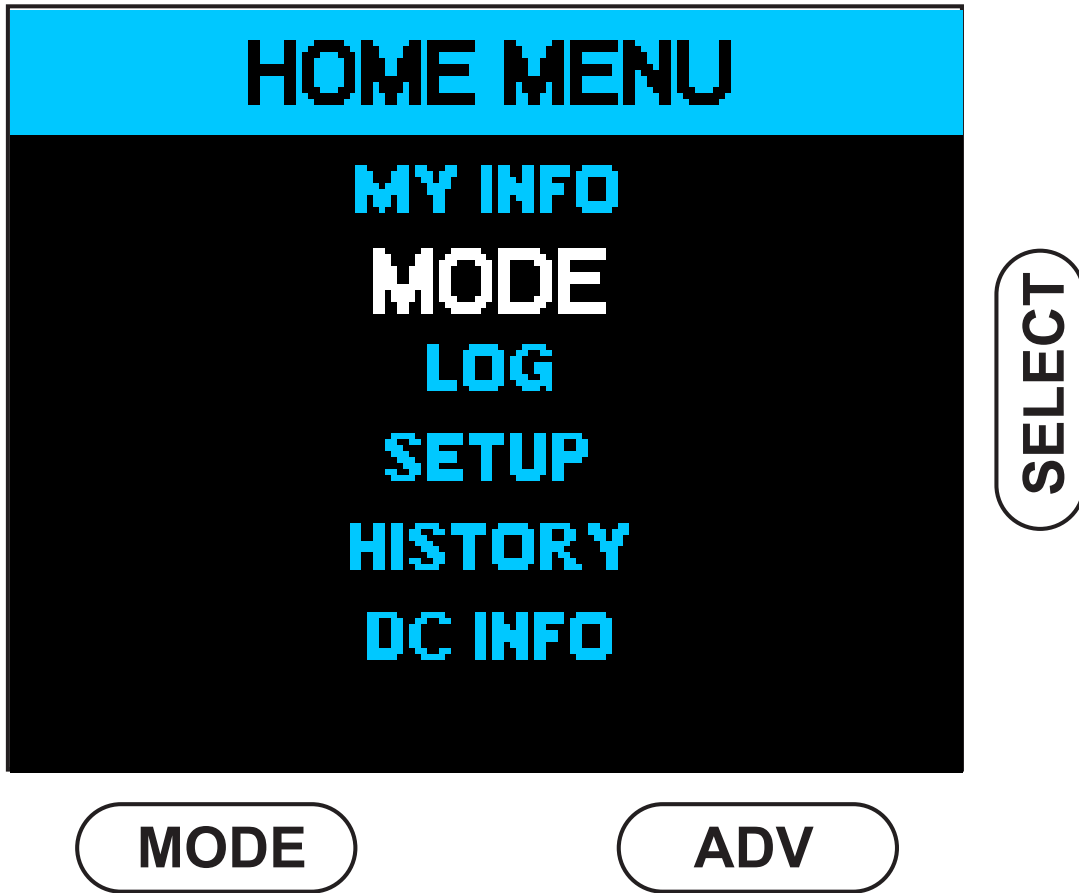 HOME MENU
MY INFO
MODE
LOG
SETUP
HISTORY
DC INFO
SELECT
MODE
ADV